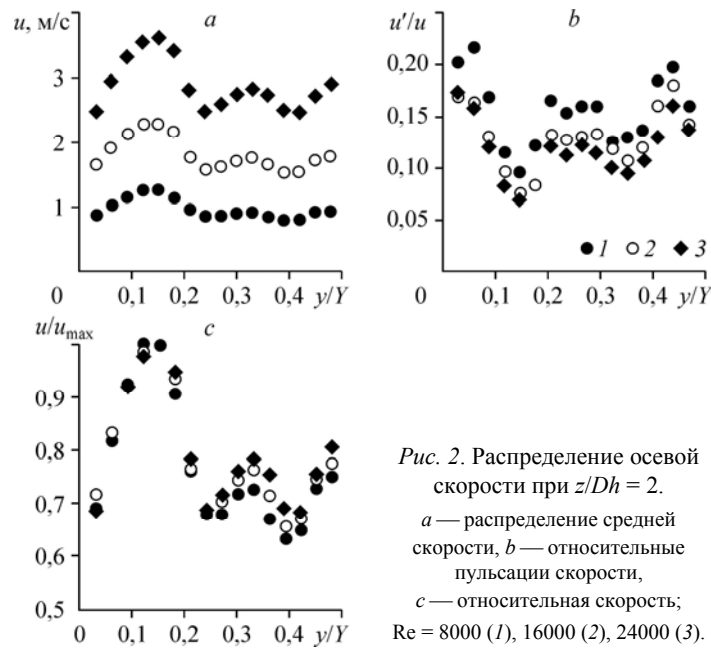 u, м/с
a
3
2
1
0
0,1
0,2
0,3
0,4
y/Y
u′/u
b
0,20
0,15
0,10
0,05
1
2
3
0
0,1
0,2
0,3
0,4
y/Y
u/umax
c
0,9
0,8
0,7
0,6
0,5
0
0,1
0,2
0,3
0,4
y/Y
Рис. 2. Распределение осевой
скорости при z/Dh = 2.
a — распределение средней
скорости, b — относительные
пульсации скорости,
c — относительная скорость;
Re = 8000 (1), 16000 (2), 24000 (3).